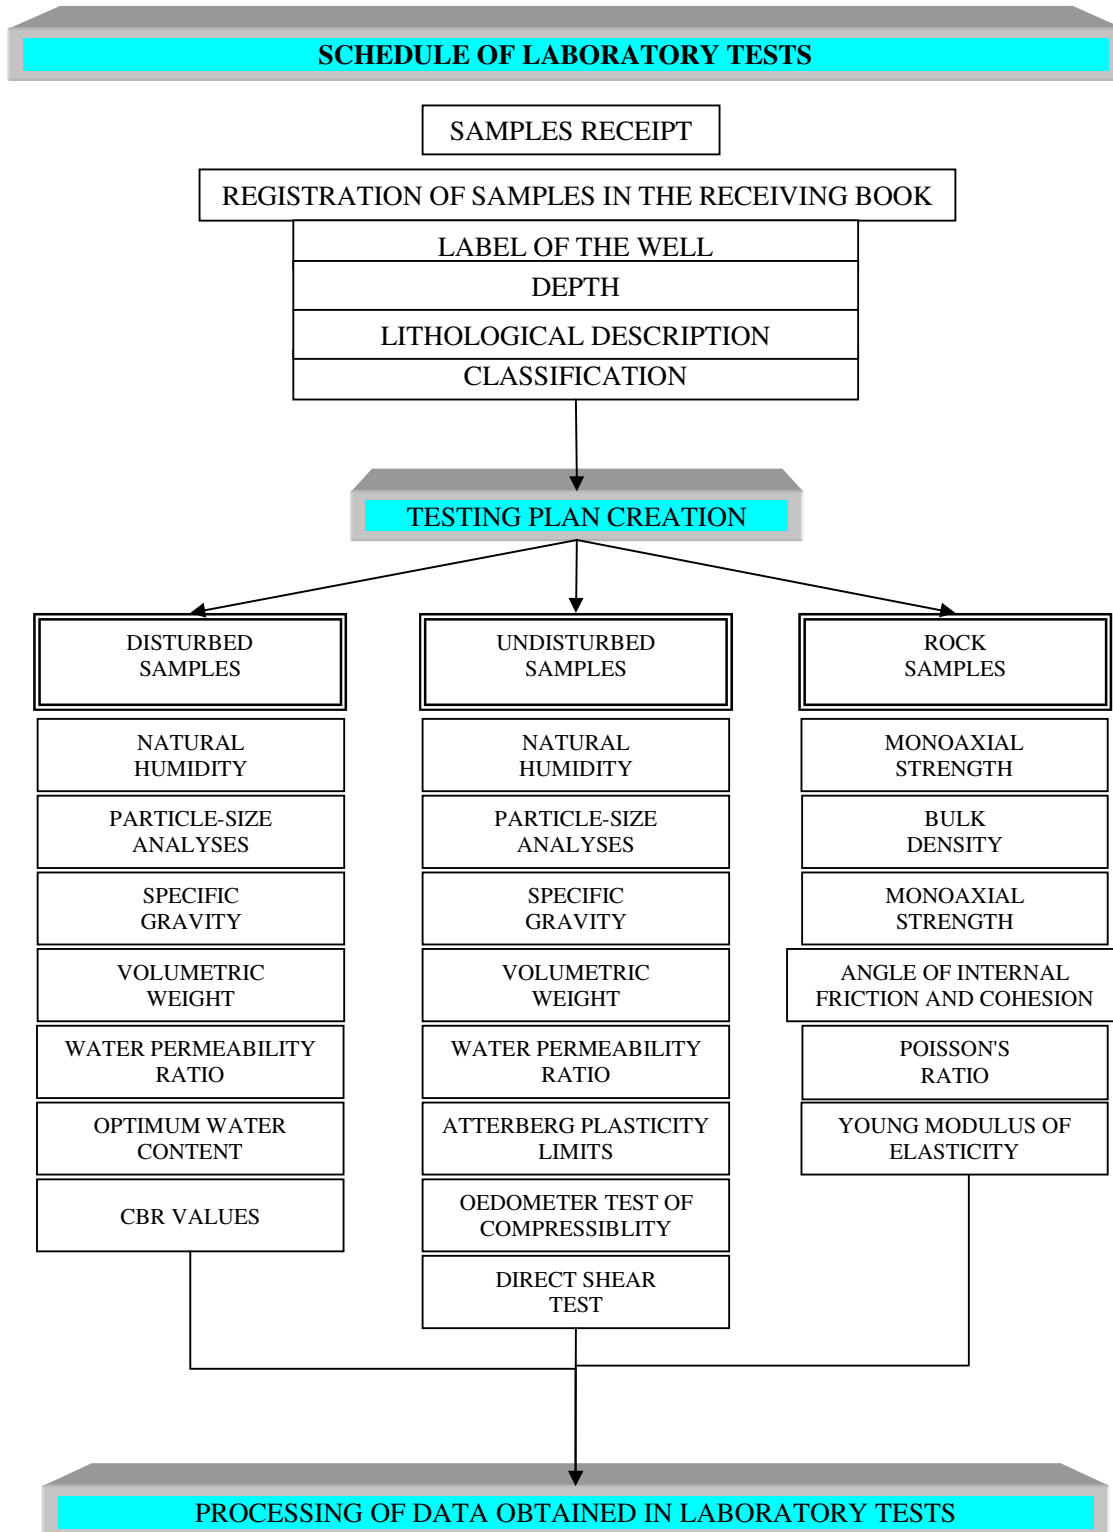 SCHEDULE OF LABORATORY TESTS
SAMPLES RECEIPT
REGISTRATION OF SAMPLES IN THE RECEIVING BOOK
LABEL OF THE WELL
DEPTH
LITHOLOGICAL DESCRIPTION
CLASSIFICATION
TESTING PLAN CREATION
DISTURBED
SAMPLES
NATURAL
HUMIDITY
PARTICLE-SIZE
ANALYSES
SPECIFIC
GRAVITY
VOLUMETRIC
WEIGHT
WATER PERMEABILITY
RATIO
OPTIMUM WATER
CONTENT
CBR VALUES
UNDISTURBED
SAMPLES
NATURAL
HUMIDITY
PARTICLE-SIZE
ANALYSES
SPECIFIC
GRAVITY
VOLUMETRIC
WEIGHT
WATER PERMEABILITY
RATIO
ATTERBERG PLASTICITY
LIMITS
OEDOMETER TEST OF
COMPRESSIBLITY
DIRECT SHEAR
TEST
ROCK
SAMPLES
MONOAXIAL
STRENGTH
BULK
DENSITY
MONOAXIAL
STRENGTH
ANGLE OF INTERNAL
FRICTION AND COHESION
POISSON'S
RATIO
YOUNG MODULUS OF
ELASTICITY
PROCESSING OF DATA OBTAINED IN LABORATORY TESTS